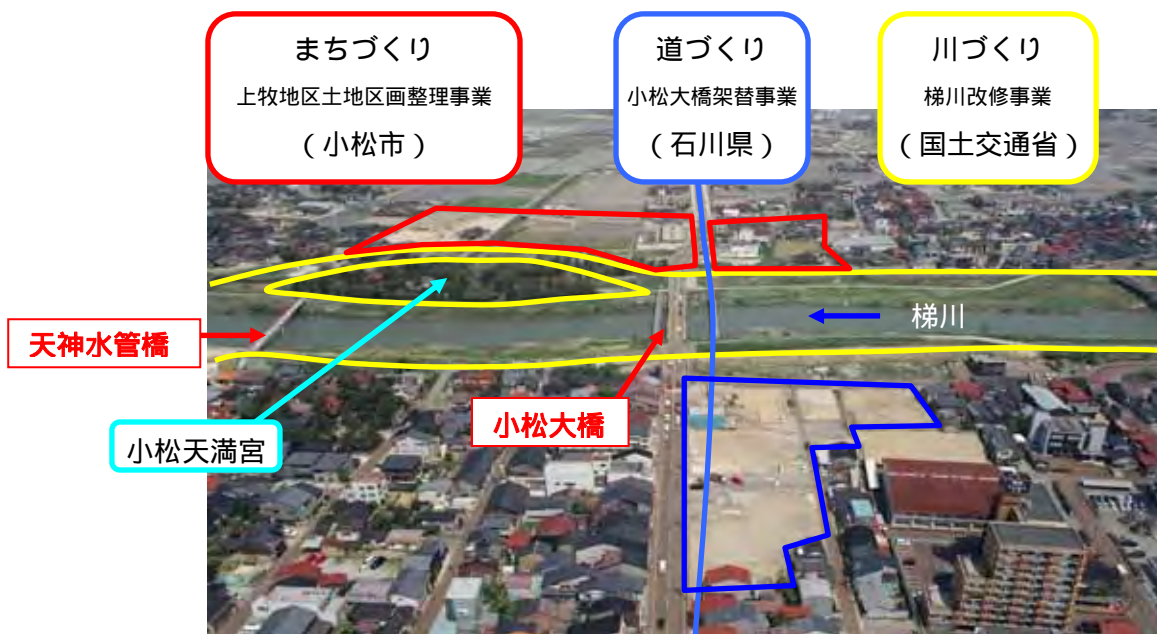 まちづくり
上牧地区土地区画整理事業
（小松市）
道づくり
小松大橋架替事業
（石川県）
川づくり
梯川改修事業
（国土交通省）
梯川
天神水管橋
小松大橋
小松天満宮